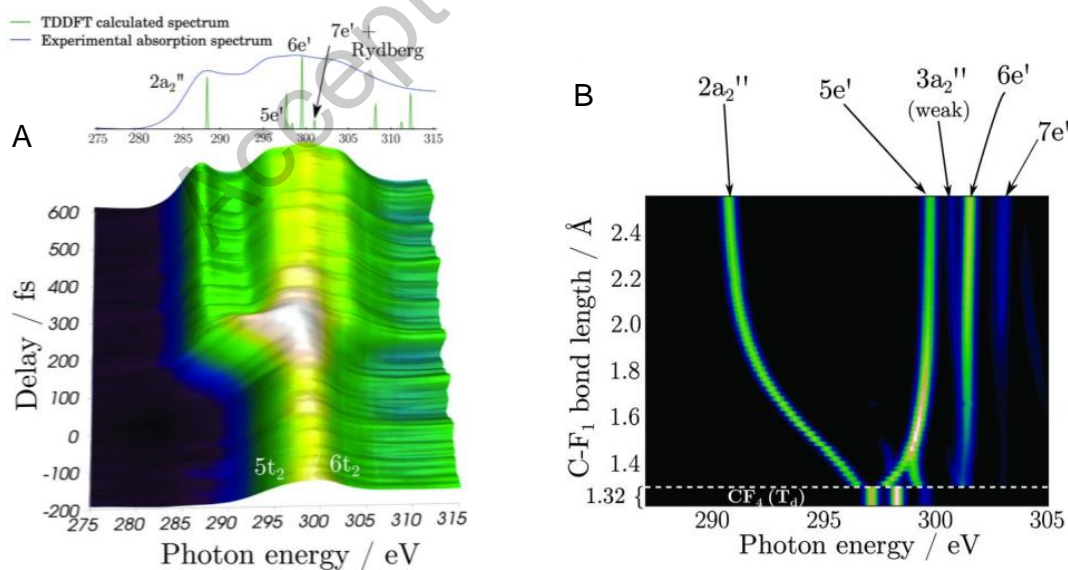 TDDFT calculated spectrum
Experimental absorption spectrum
6e'
7e' +
Rydberg
2a₂''
5e'
275 285 290 295 300 305 310 315
A
Accept
600
500
400
300
200
100
0
-100
-200
Delay / fs
5t₂
6t₂
275 280 285 290 295 300 305 310 315
Photon energy / eV
B
2a₂''
5e'
3a₂''
(weak)
6e'
7e'
2.4
2.2
2.0
1.8
1.6
1.4
1.32 {
C-F₁ bond length / Å
CF₄ (T_d)
290 295 300 305
Photon energy / eV